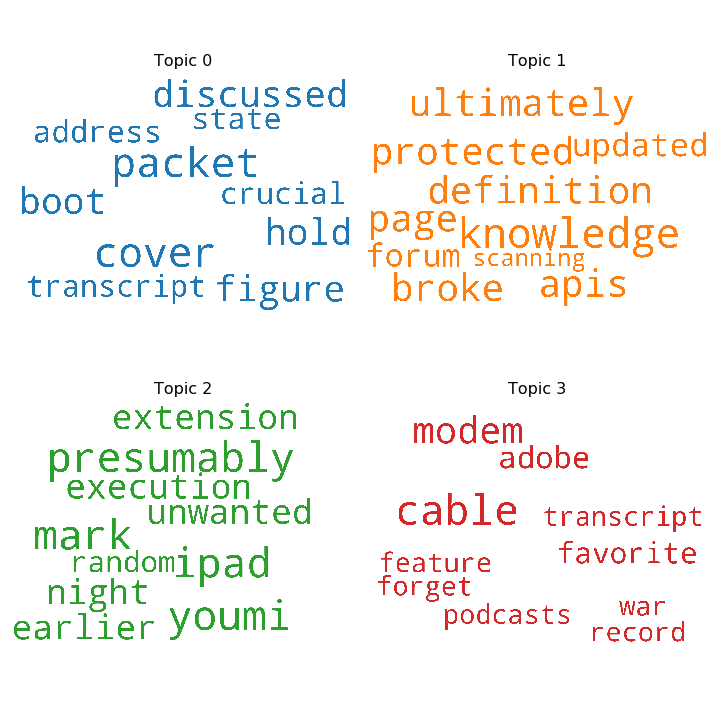 Topic 0
discussed
state
address
packet
crucial
boot
hold
cover
transcript
figure
Topic 1
ultimately
updated
protected
definition
page
knowledge
forum
scanning
broke
apis
Topic 2
extension
presumably
execution
unwanted
mark
random
ipad
night
youmi
earlier
Topic 3
modem
adobe
cable
transcript
favorite
feature
forget
podcasts
war
record